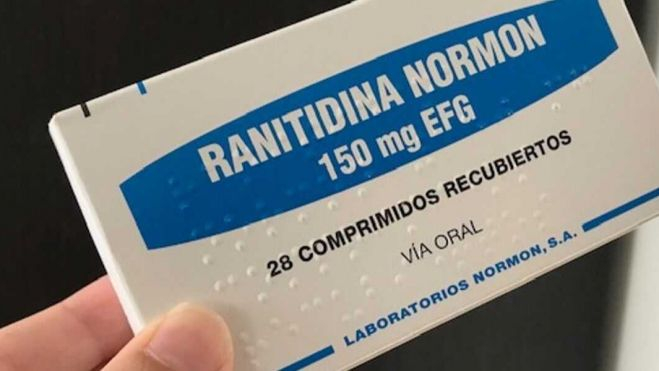 RANITIDINA NORMON
150 mg EFG
28 COMPRIMIDOS RECUBIERTOS
VÍA ORAL
LABORATORIOS NORMON, S.A.